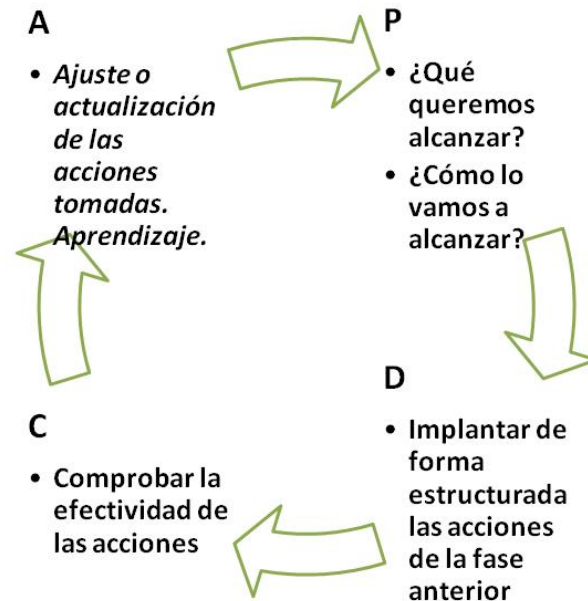 A
• Ajuste o
actualización
de las
acciones
tomadas.
Aprendizaje.
P
• ¿Qué
queremos
alcanzar?
• ¿Cómo lo
vamos a
alcanzar?
D
• Implantar de
forma
estructurada
las acciones
de la fase
anterior
C
• Comprobar la
efectividad de
las acciones